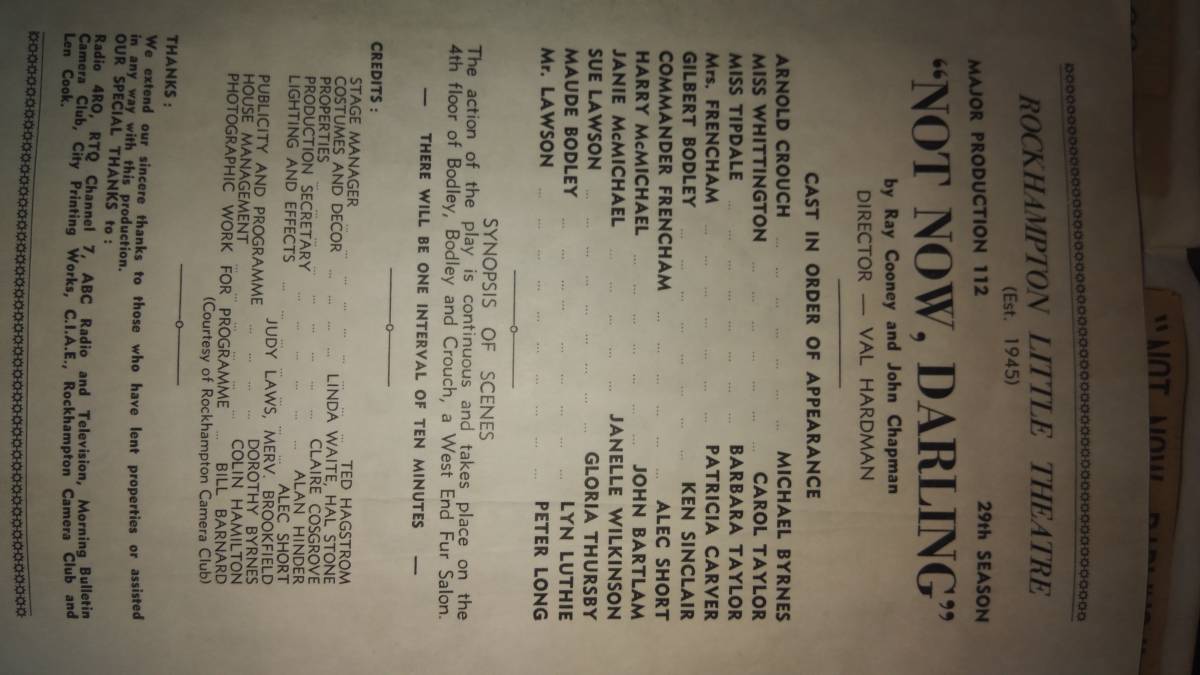 ROCKHAMPTON LITTLE THEATRE
(Est. 1945)
MAJOR PRODUCTION 112 29th SEASON
“NOT NOW, DARLING”
by Ray Cooney and John Chapman
DIRECTOR — VAL HARDMAN
CAST IN ORDER OF APPEARANCE
ARNOLD CROUCH ... MICHAEL BYRNES
MISS WHITTINGTON ... CAROL TAYLOR
MISS TIPDALE ... BARBARA TAYLOR
Mrs. FRENCHAM ... PATRICIA CARVER
GILBERT BODLEY ... KEN SINCLAIR
COMMANDER FRENCHAM ... ALEC SHORT
HARRY McMICHAEL ... JOHN BARTLAM
JANIE McMICHAEL ... JANELLE WILKINSON
SUE LAWSON ... GLORIA THURSBY
MAUDE BODLEY ... LYN LUTHIE
Mr. LAWSON ... PETER LONG
SYNOPSIS OF SCENES
The action of the play is continuous and takes place on the
4th floor of Bodley, Bodley and Crouch, a West End Fur Salon.
— THERE WILL BE ONE INTERVAL OF TEN MINUTES —
CREDITS :
STAGE MANAGER ... TED HAGSTROM
COSTUMES AND DECOR ... LINDA WAITE, HAL STONE
PROPERTIES ... CLAIRE COSGROVE
PRODUCTION SECRETARY ... ALAN HINDER
LIGHTING AND EFFECTS ... ALEC SHORT
JUDY LAWS, MERV. BROOKFIELD
PUBLICITY AND PROGRAMME ... DOROTHY BYRNES
HOUSE MANAGEMENT ... COLIN HAMILTON
PHOTOGRAPHIC WORK FOR PROGRAMME ... BILL BARNARD
(Courtesy of Rockhampton Camera Club)
THANKS :
We extend our sincere thanks to those who have lent properties or assisted
in any way with this production.
OUR SPECIAL THANKS to :
Radio 4RO, RTQ Channel 7, ABC Radio and Television, Morning Bulletin
Camera Club, City Printing Works, C.I.A.E., Rockhampton Camera Club and
Len Cook.
"NOT NOW